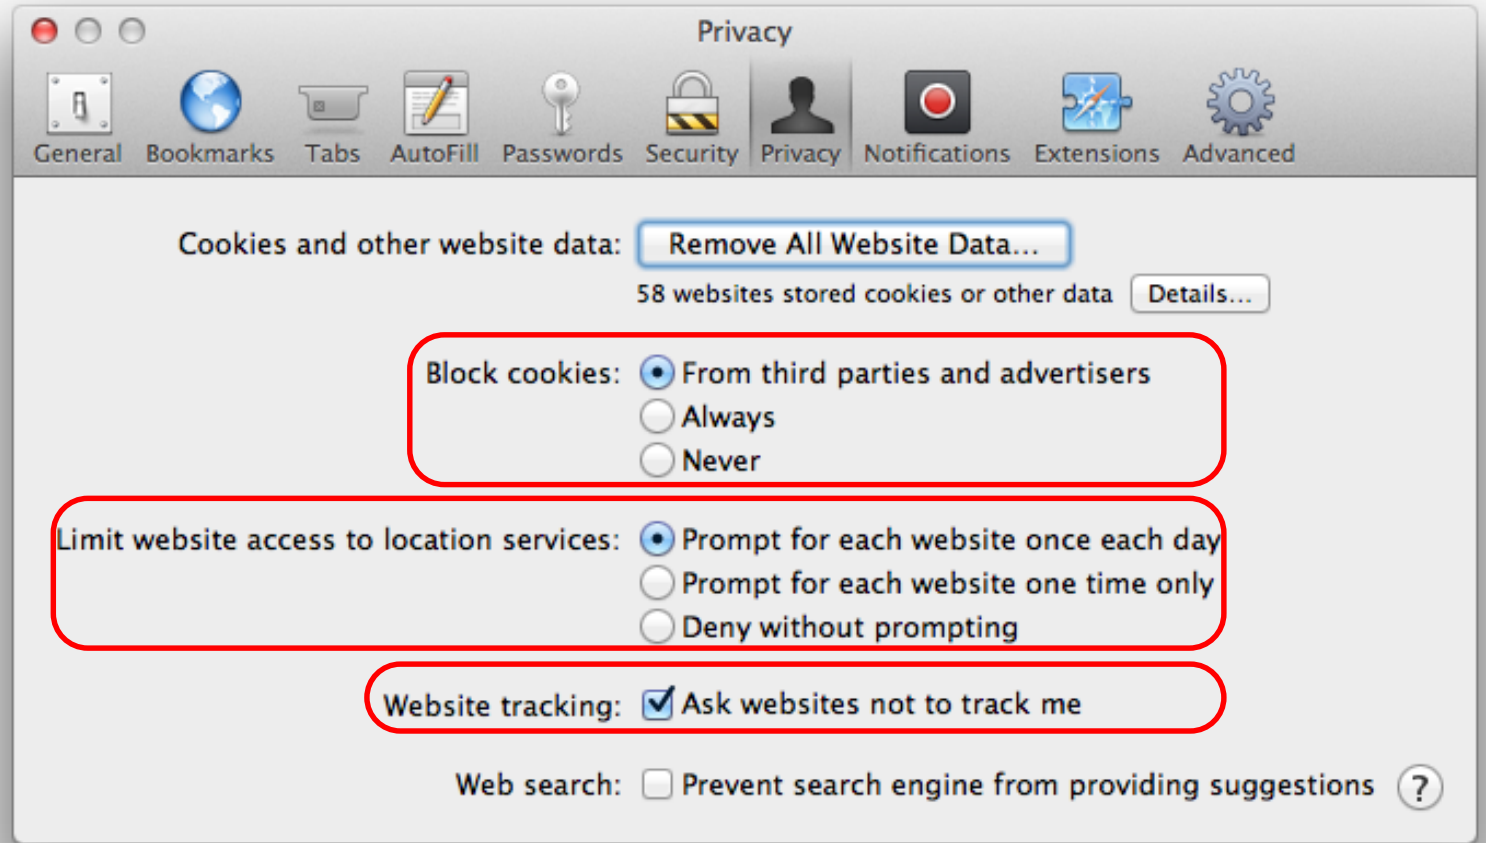 Privacy
General Bookmarks Tabs AutoFill Passwords Security Privacy Notifications Extensions Advanced
Cookies and other website data: Remove All Website Data...
58 websites stored cookies or other data Details...
Block cookies: From third parties and advertisers
Always
Never
Limit website access to location services: Prompt for each website once each day
Prompt for each website one time only
Deny without prompting
Website tracking: Ask websites not to track me
Web search: Prevent search engine from providing suggestions ?